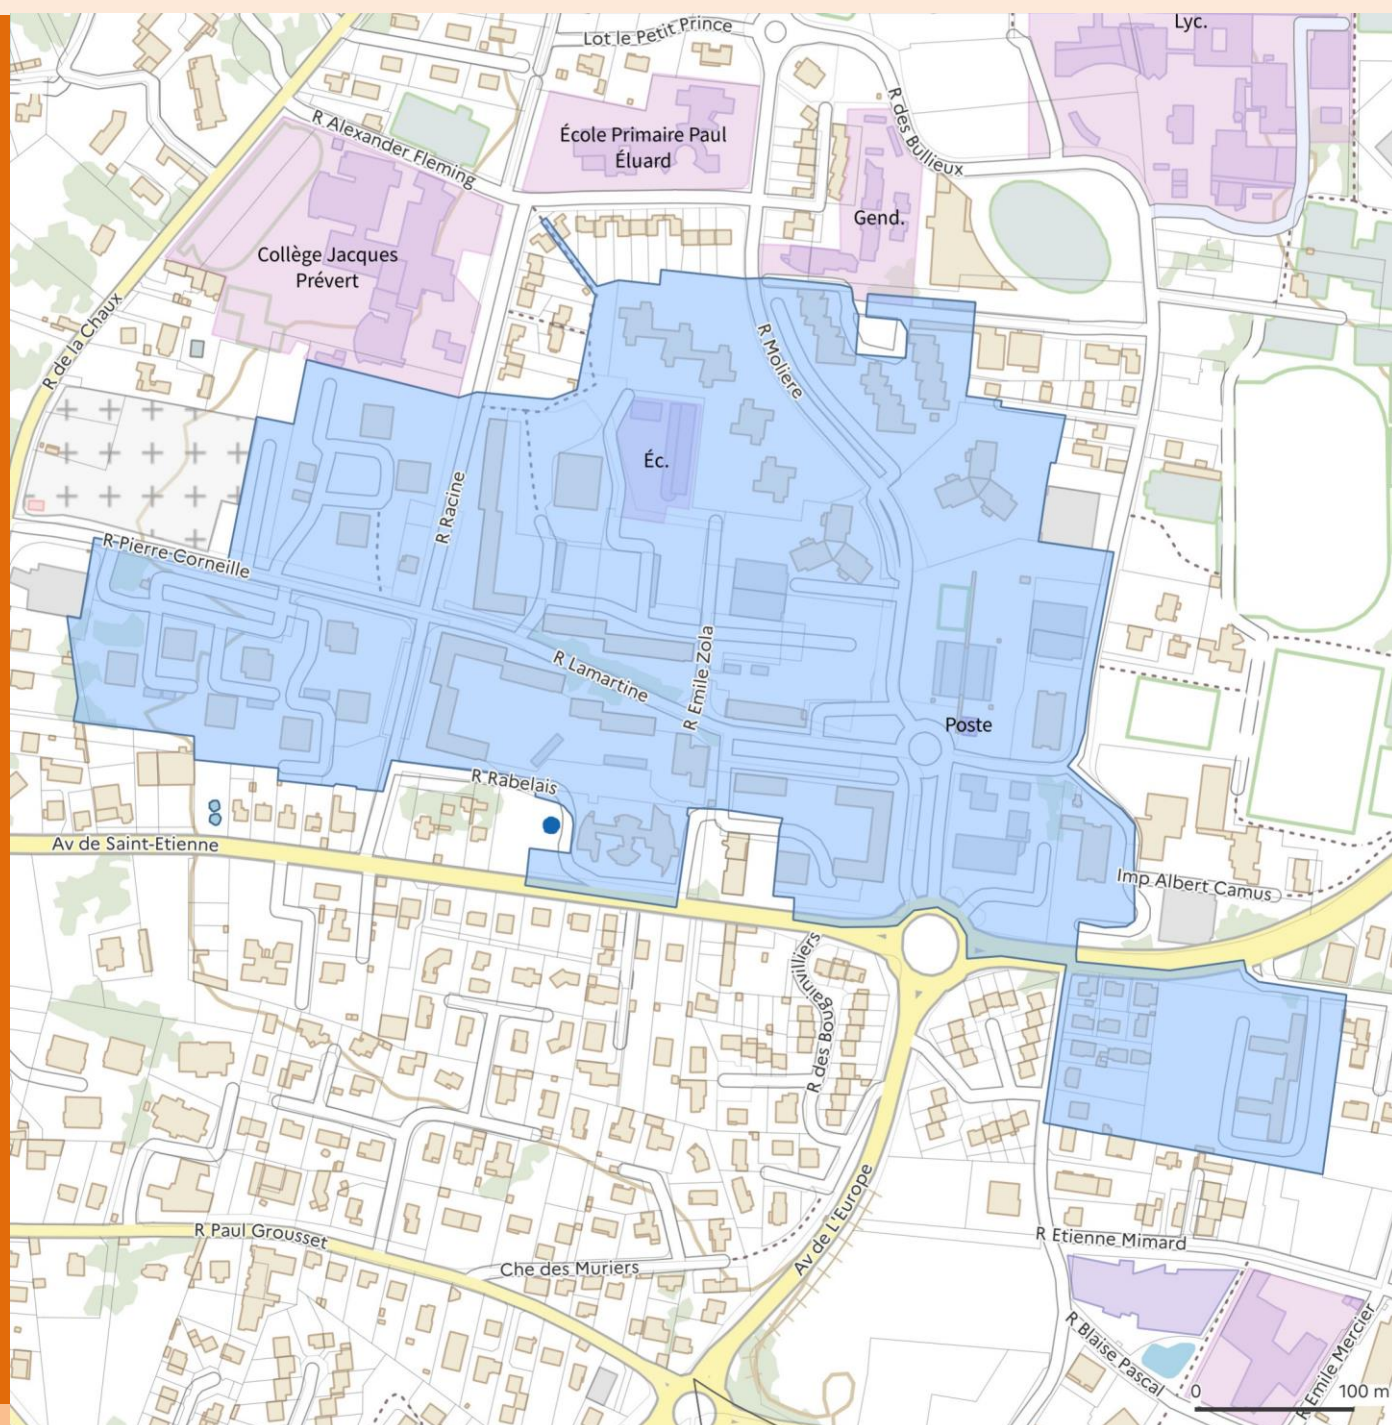 Lyc.
Lot le Petit Prince
R des Bullieux
R Alexander Fleming
École Primaire Paul
Éluard
Gend.
Collège Jacques
Prévert
R de la Chaux
R Moliere
Éc.
R Racine
R Pierre Corneille
R Lamartine
R Emile Zola
Poste
R Rabelais
Av de Saint-Etienne
Imp Albert Camus
R des Bougainvilliers
Av de L'Europe
R Paul Grousset
Che des Muriers
R Etienne Mimard
R Blaise Pascal
R Emile Mercier
0 100 m